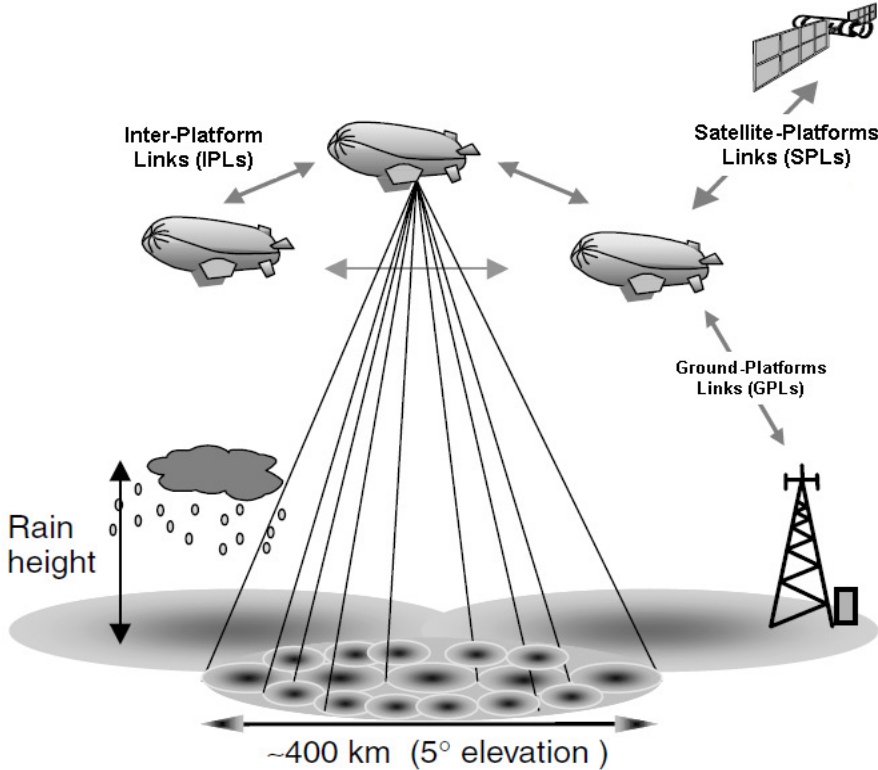 Inter-Platform
Links (IPLs)
Satellite-Platforms
Links (SPLs)
Ground-Platforms
Links (GPLs)
Rain
height
~400 km (5° elevation )